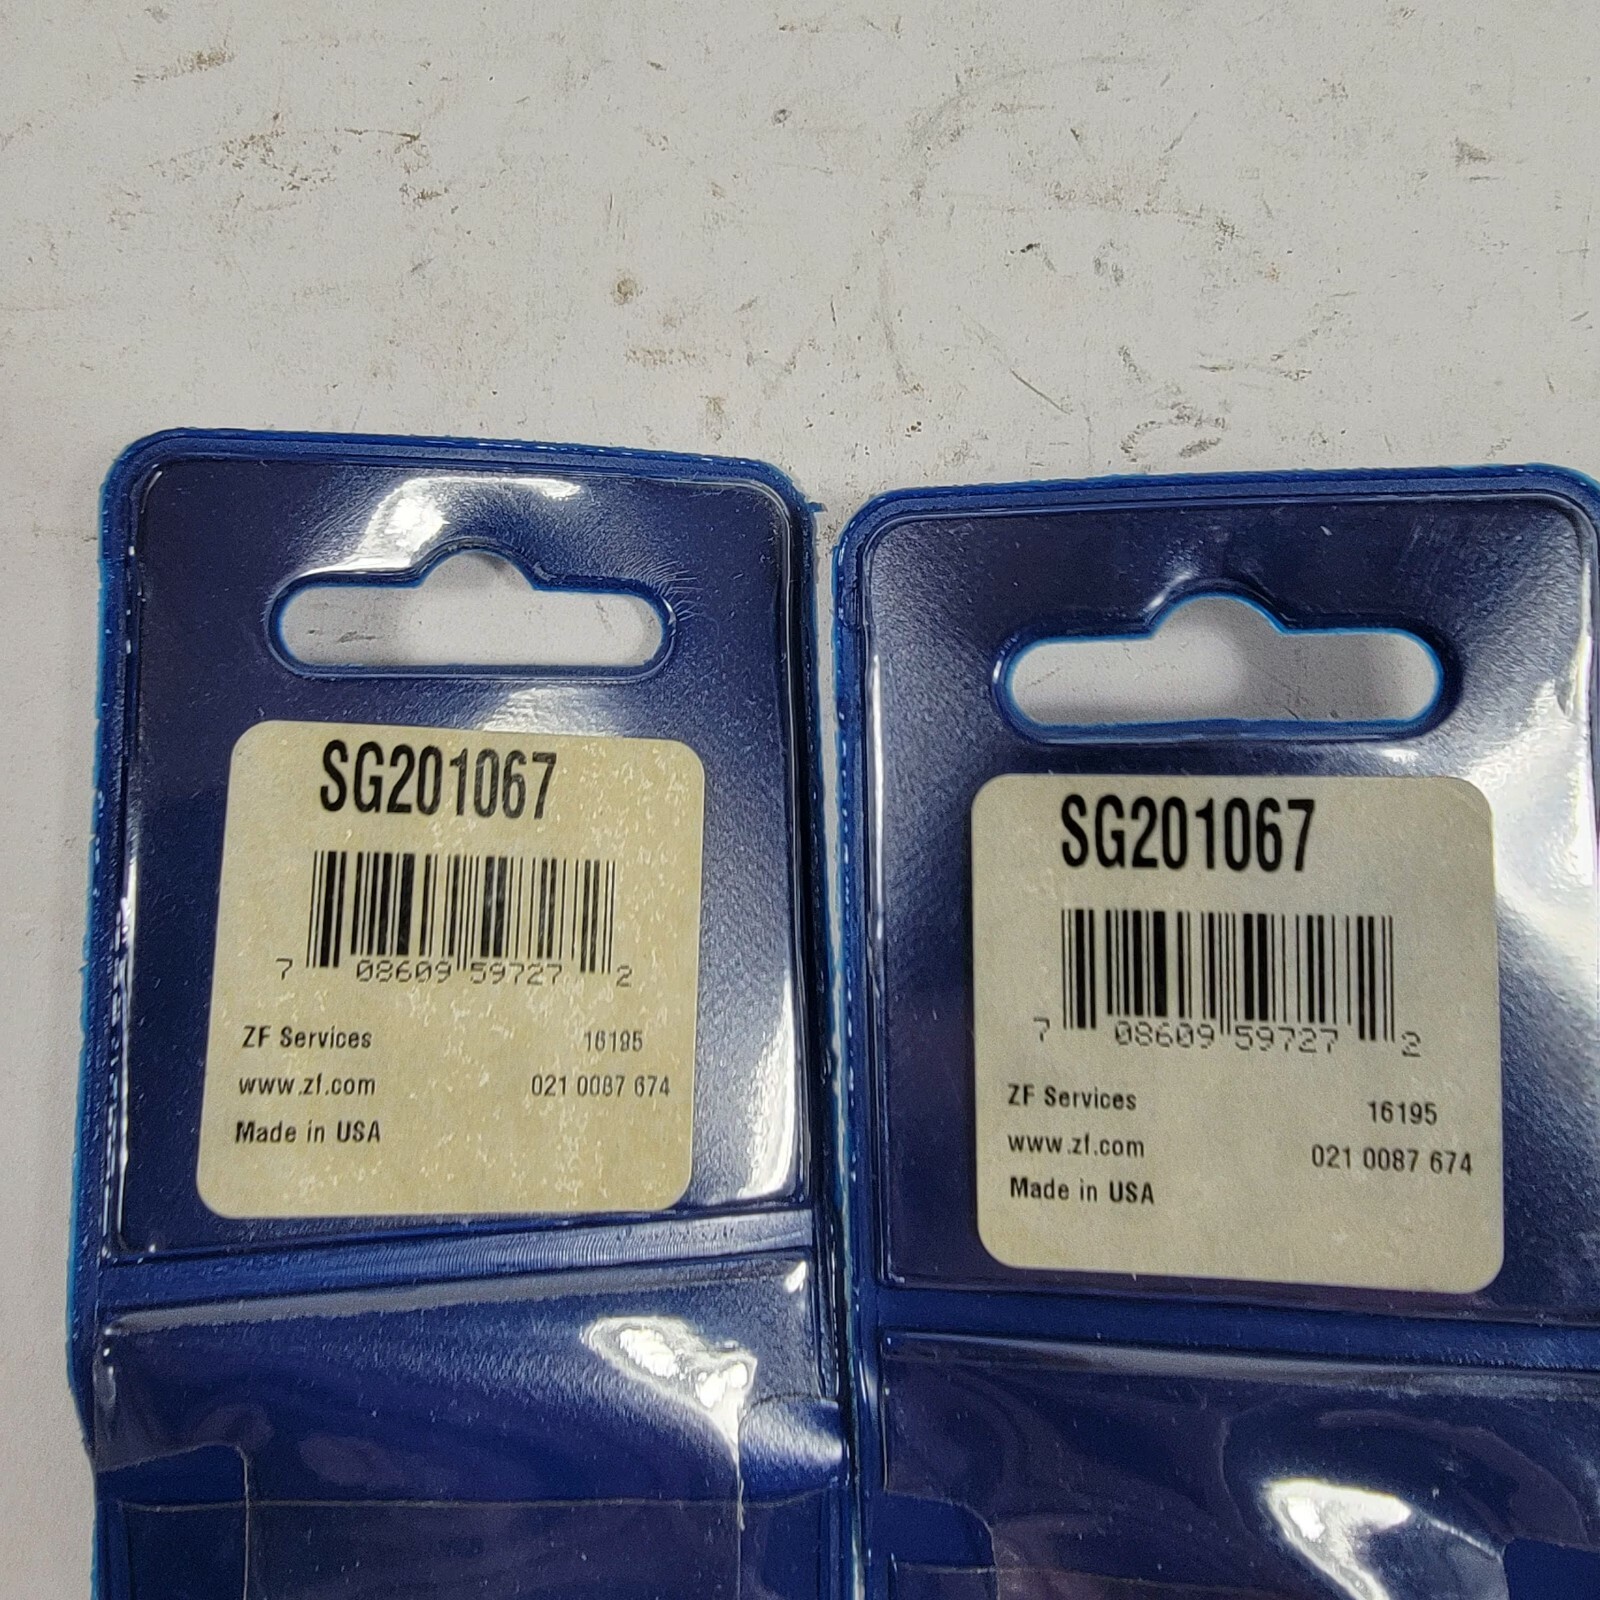 SG201067
7 08609 59727 2
ZF Services 16195
www.zf.com 021 0087 674
Made in USA
SG201067
7 08609 59727 2
ZF Services 16195
www.zf.com 021 0087 674
Made in USA